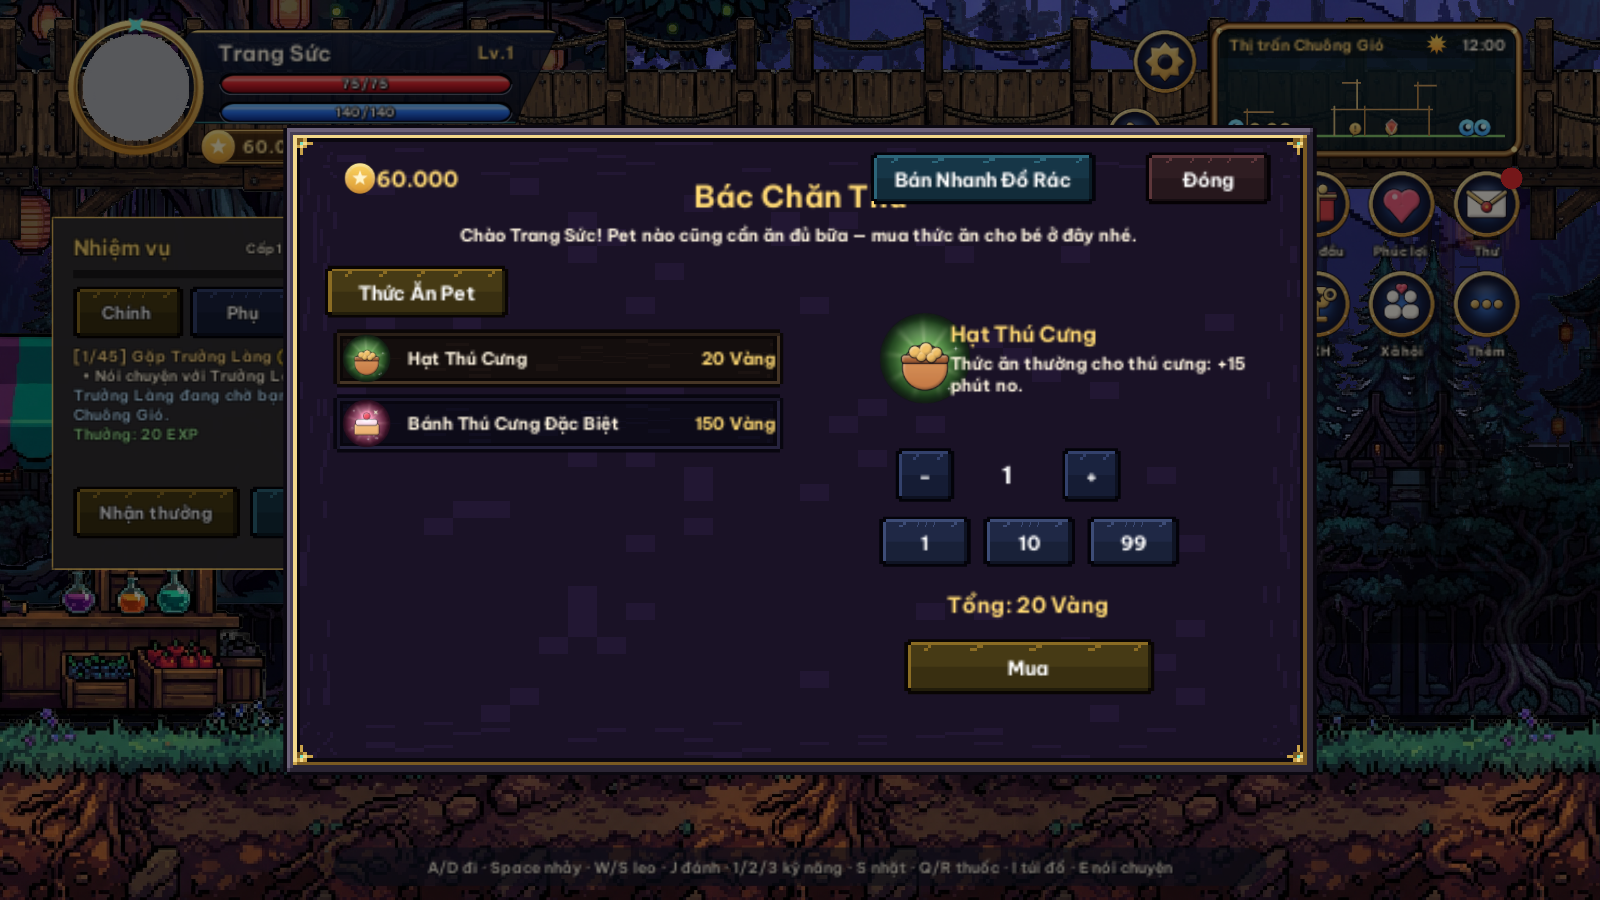 Trang Sức
Lv.1
75/75
140/140
60.0
Thị trấn Chuông Gió
12:00
60.000
Bác Chăn T
Bán Nhanh Đồ Rác
Đóng
Chào Trang Sức! Pet nào cũng cần ăn đủ bữa – mua thức ăn cho bé ở đây nhé.
Thức Ăn Pet
Hạt Thú Cưng
20 Vàng
Bánh Thú Cưng Đặc Biệt
150 Vàng
Hạt Thú Cưng
Thức ăn thường cho thú cưng: +15
phút no.
-
1
+
1
10
99
Tổng: 20 Vàng
Mua
Nhiệm vụ
Cấp 1
Chính
Phụ
[1/45] Gặp Trưởng Làng (
• Nói chuyện với Trưởng L
Trưởng Làng đang chờ bạn
Chuông Gió.
Thưởng: 20 EXP
Nhận thưởng
Phúc lợi
Thư
Xã hội
Thêm
A/D đi · Space nhảy · W/S leo · J đánh · 1/2/3 kỹ năng · S nhặt · Q/R thuốc · I túi đồ · E nói chuyện